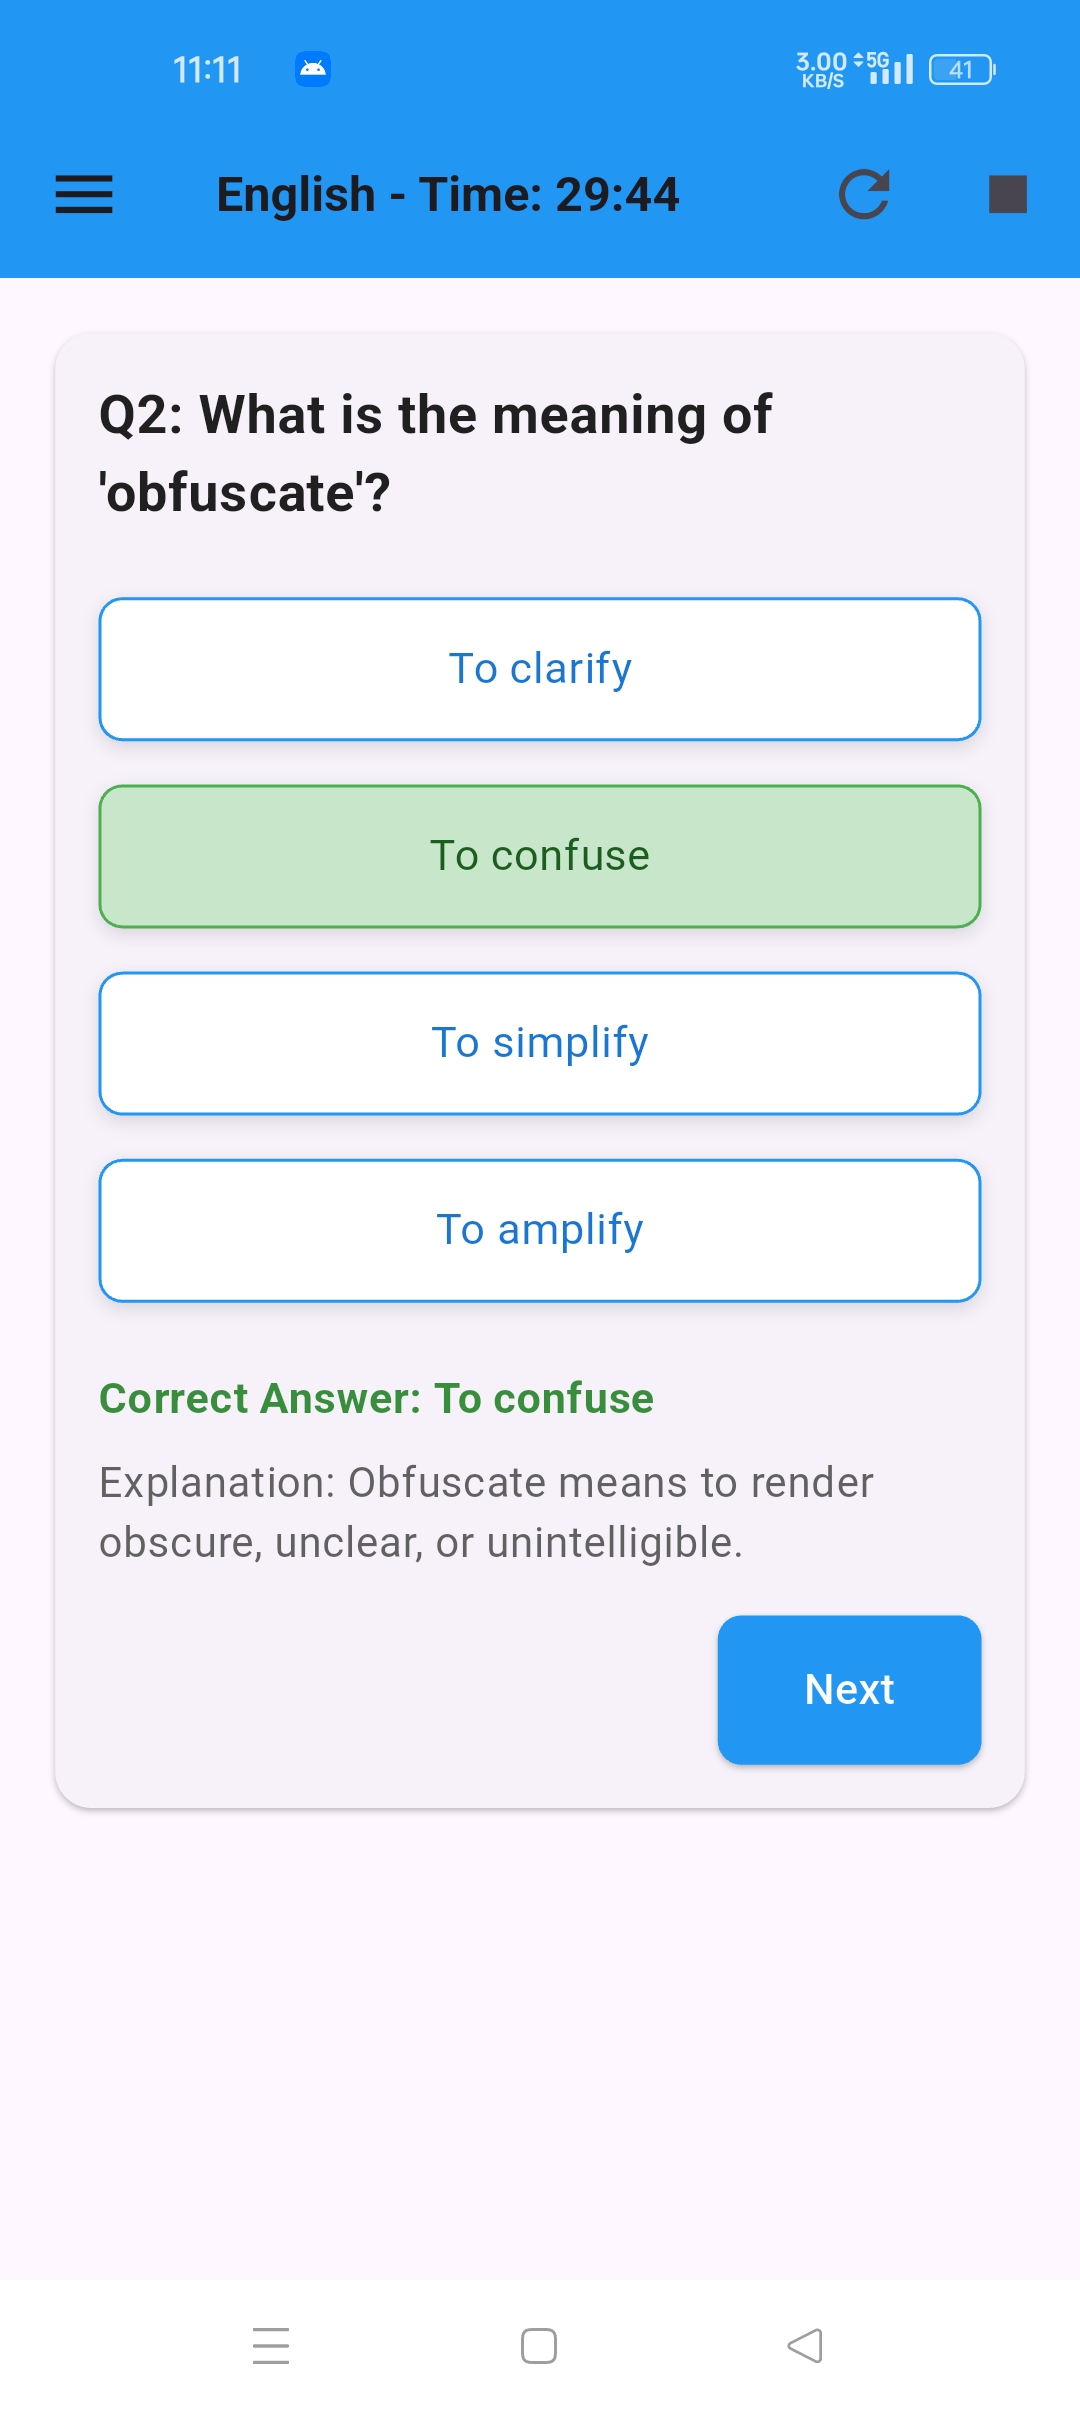 11:11
3.00 KB/S 5G 41
English - Time: 29:44
Q2: What is the meaning of
'obfuscate'?
To clarify
To confuse
To simplify
To amplify
Correct Answer: To confuse
Explanation: Obfuscate means to render
obscure, unclear, or unintelligible.
Next